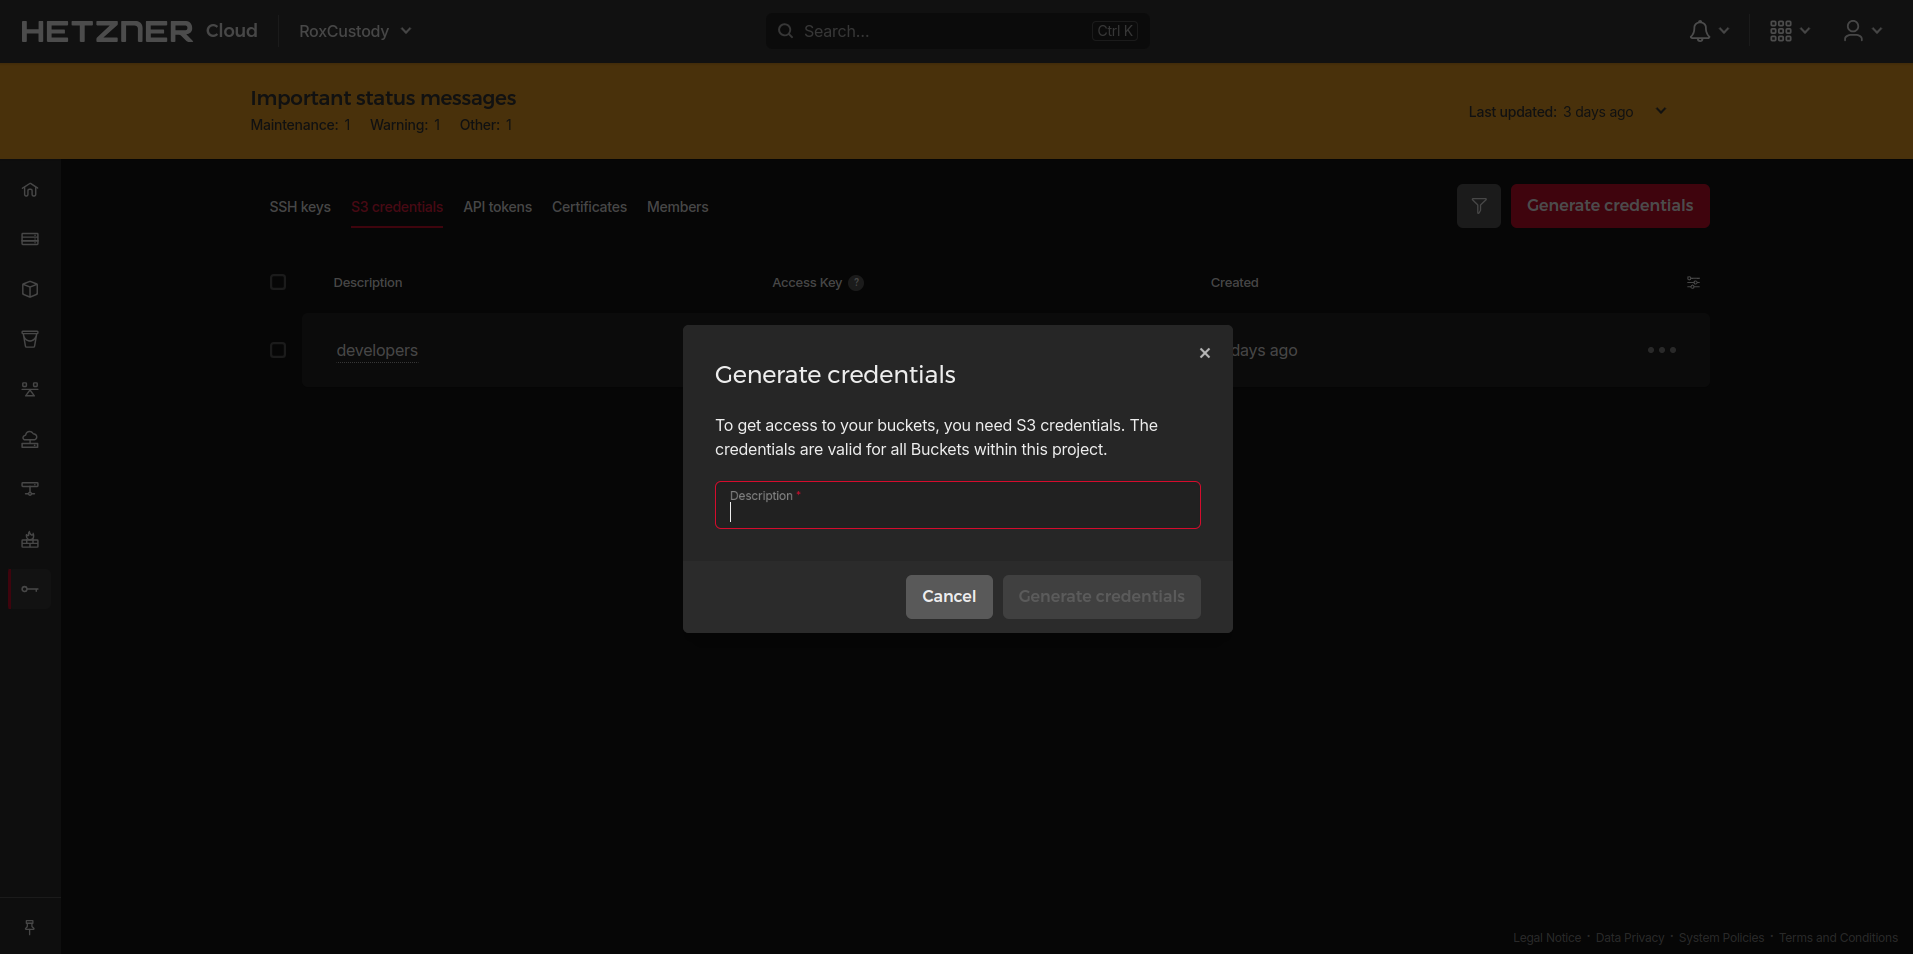 HETZNER Cloud RoxCustody Search... Ctrl K
Important status messages
Maintenance: 1 Warning: 1 Other: 1
Last updated: 3 days ago
SSH keys S3 credentials API tokens Certificates Members
Generate credentials
Description Access Key ? Created
developers
days ago
Generate credentials
To get access to your buckets, you need S3 credentials. The
credentials are valid for all Buckets within this project.
Description *
Cancel Generate credentials
Legal Notice · Data Privacy · System Policies · Terms and Conditions